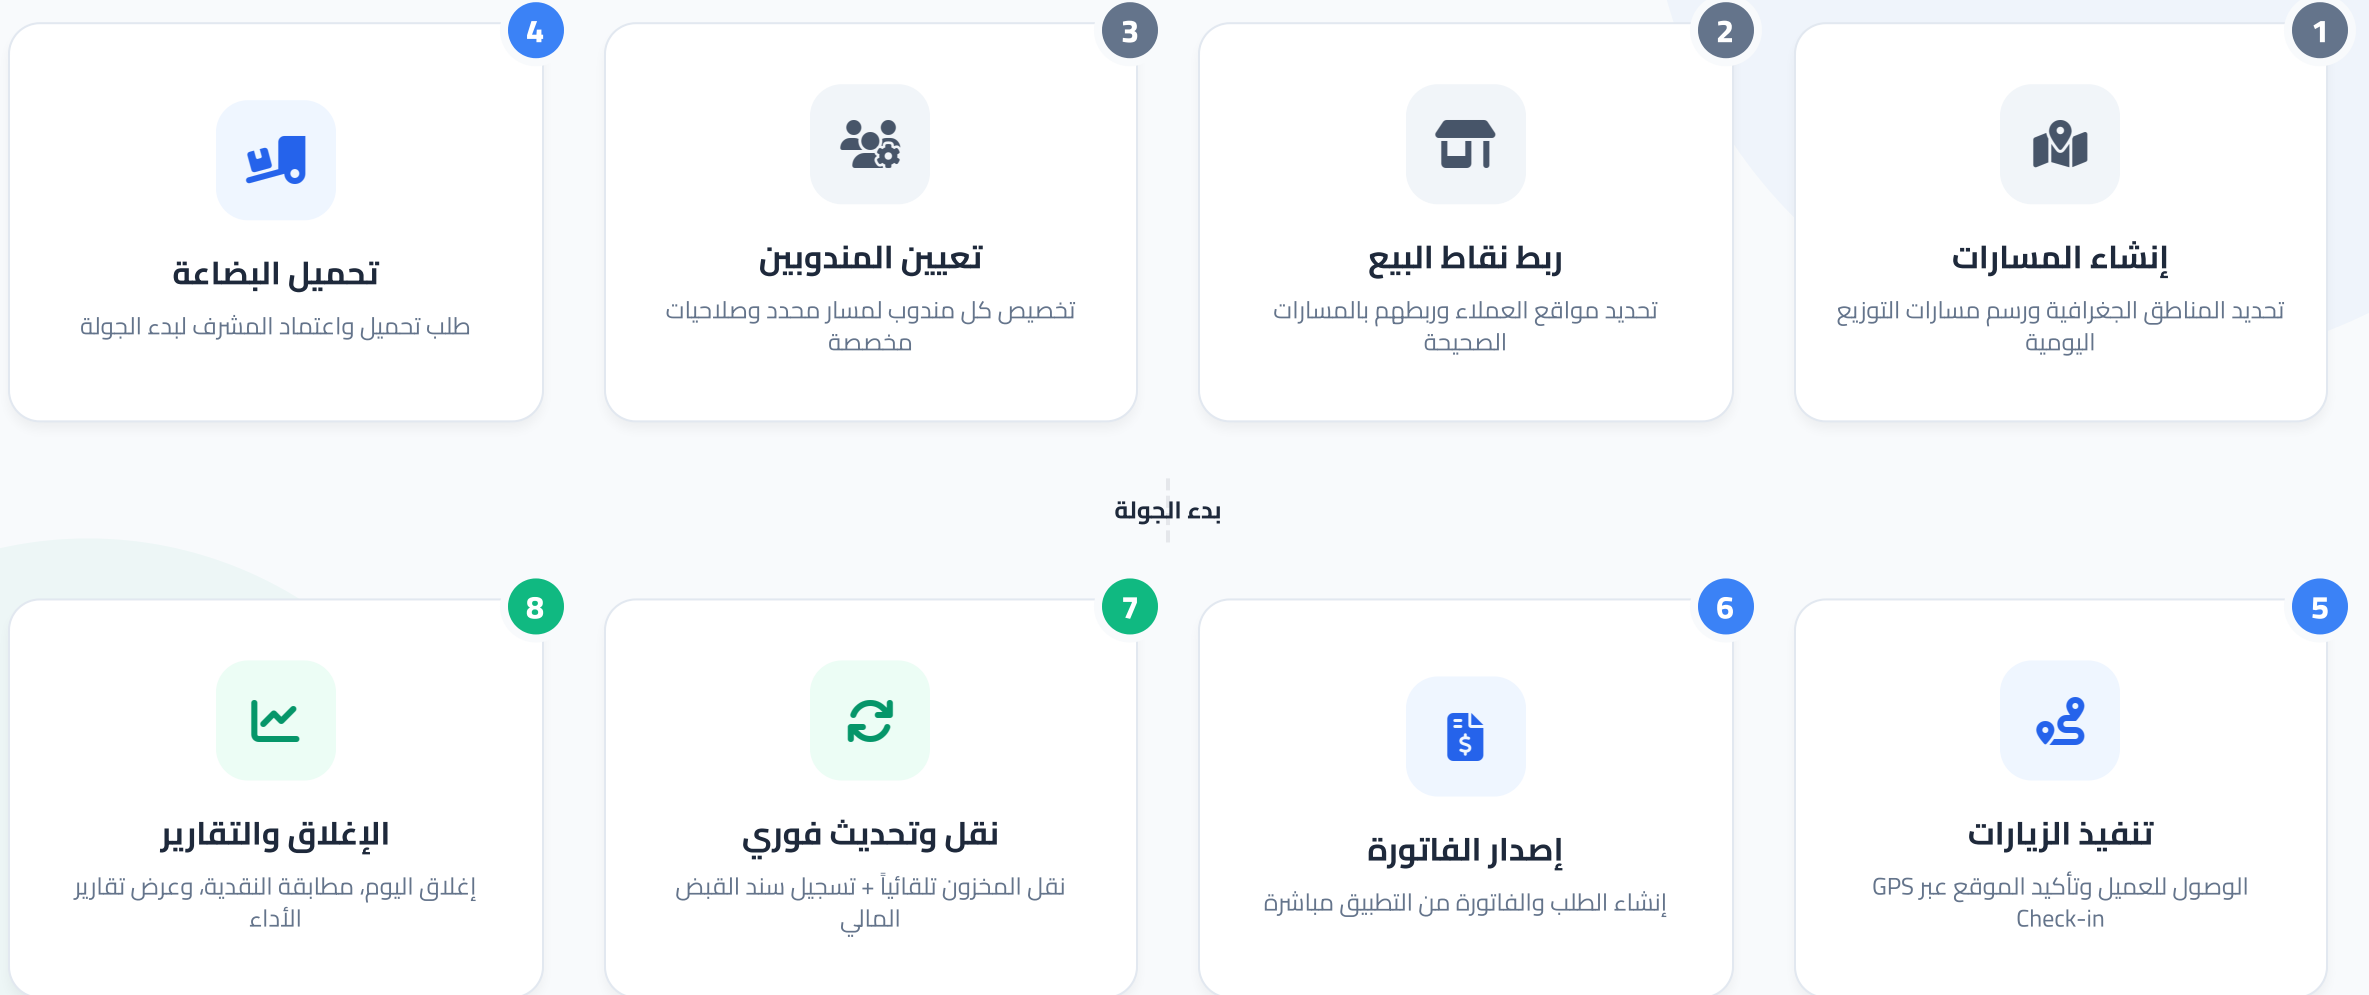 1
إنشاء المسارات
تحديد المناطق الجغرافية ورسم مسارات التوزيع
اليومية
2
ربط نقاط البيع
تحديد مواقع العملاء وربطهم بالمسارات
الصحيحة
3
تعيين المندوبين
تخصيص كل مندوب لمسار محدد وصلاحيات
مخصصة
4
تحميل البضاعة
طلب تحميل واعتماد المشرف لبدء الجولة
بدء الجولة
5
تنفيذ الزيارات
الوصول للعميل وتأكيد الموقع عبر GPS
Check-in
6
إصدار الفاتورة
إنشاء الطلب والفاتورة من التطبيق مباشرة
7
نقل وتحديث فوري
نقل المخزون تلقائياً + تسجيل سند القبض
المالي
8
الإغلاق والتقارير
إغلاق اليوم، مطابقة النقدية، وعرض تقارير
الأداء